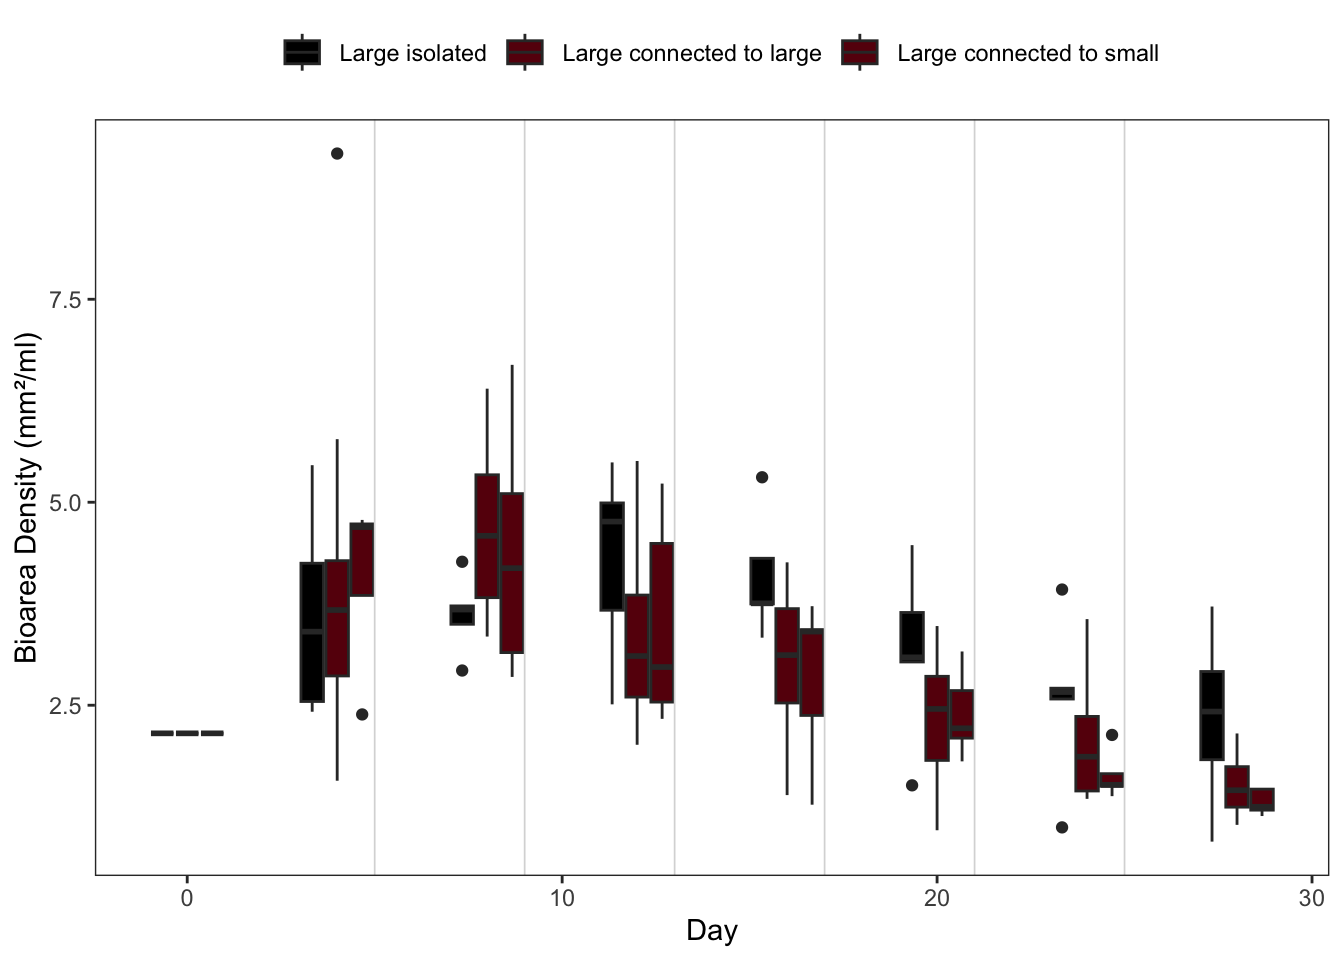 Large isolated Large connected to large Large connected to small
Bioarea Density (mm²/ml)
7.5
5.0
2.5
0 10 20 30
Day